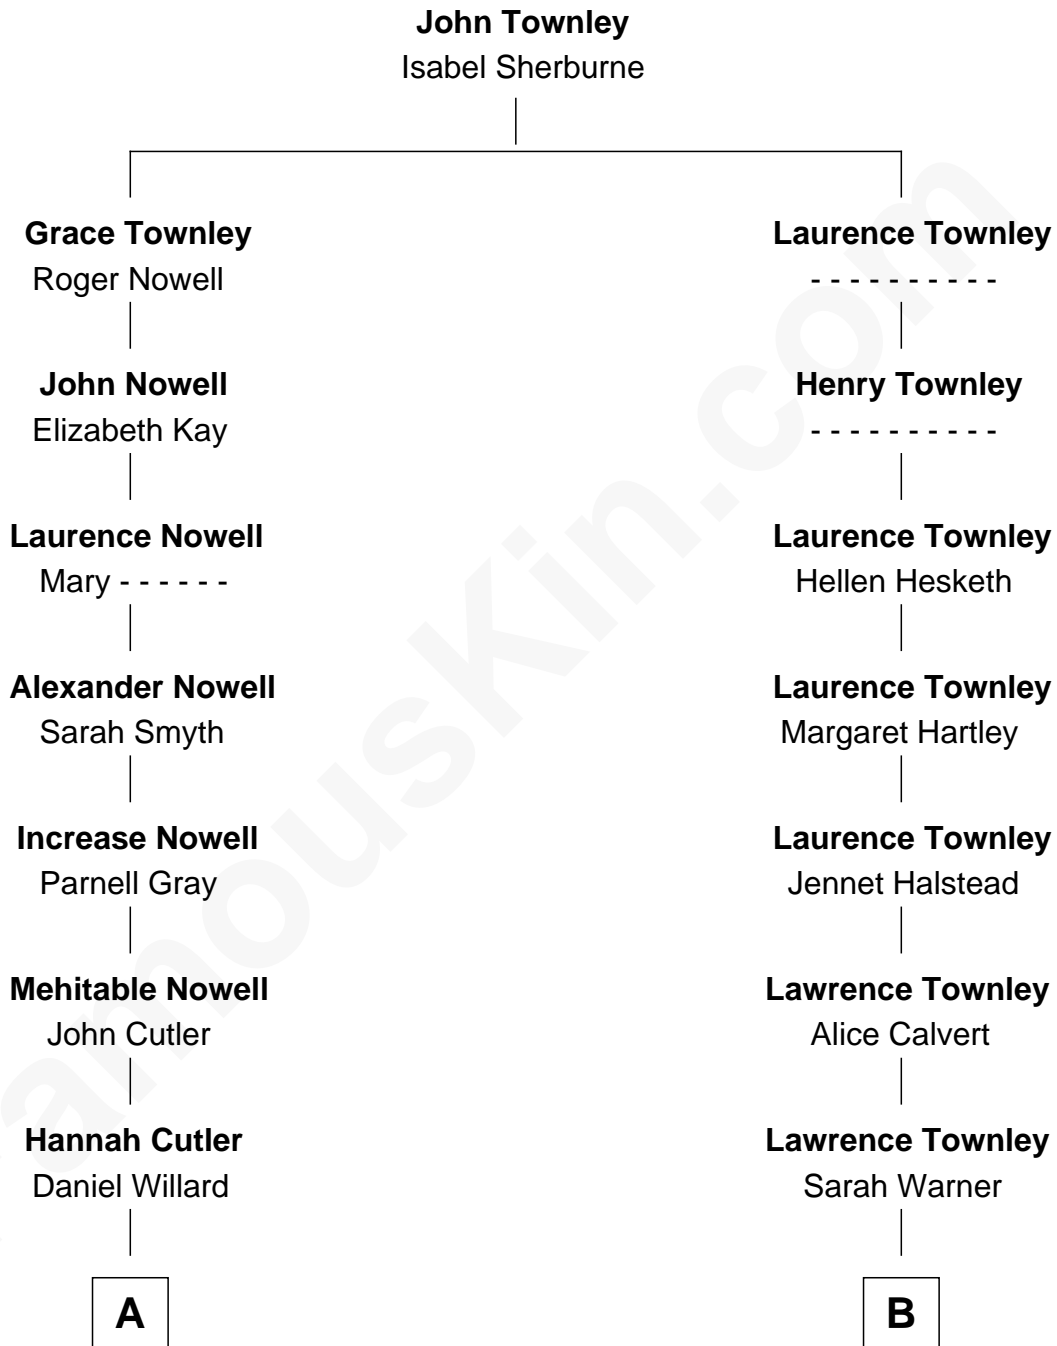 John Townley
Isabel Sherburne
Grace Townley
Roger Nowell
John Nowell
Elizabeth Kay
Laurence Nowell
Mary - - - - - -
Alexander Nowell
Sarah Smyth
Increase Nowell
Parnell Gray
Mehitable Nowell
John Cutler
Hannah Cutler
Daniel Willard
A
Laurence Townley
- - - - - - - - - -
Henry Townley
- - - - - - - - - -
Laurence Townley
Hellen Hesketh
Laurence Townley
Margaret Hartley
Laurence Townley
Jennet Halstead
Lawrence Townley
Alice Calvert
Lawrence Townley
Sarah Warner
B
amousKin.com